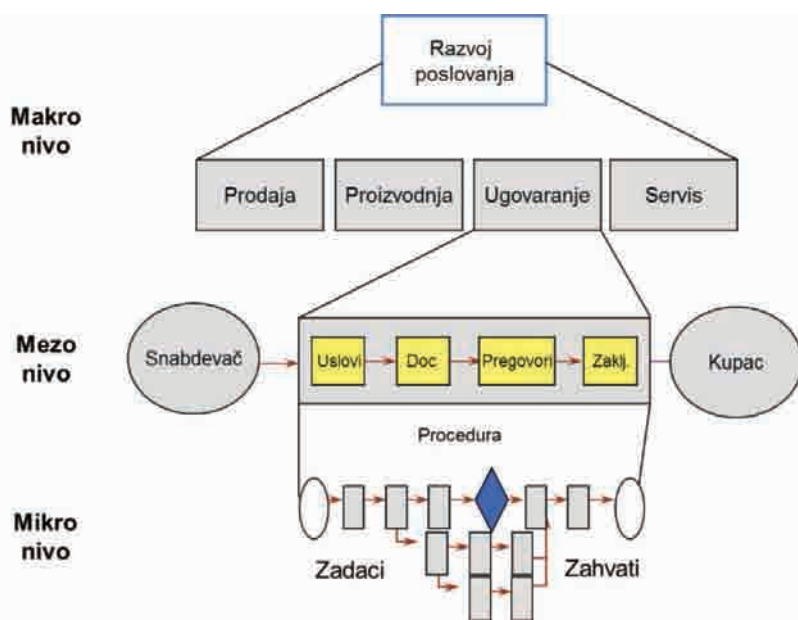 Razvoj
poslovanja
Makro
nivo
Prodaja
Proizvodnja
Ugovaranje
Servis
Mezo
nivo
Snabdevač
Uslovi
Doc
Pregovori
Zaklj.
Kupac
Procedura
Mikro
nivo
Zadaci
Zahvati